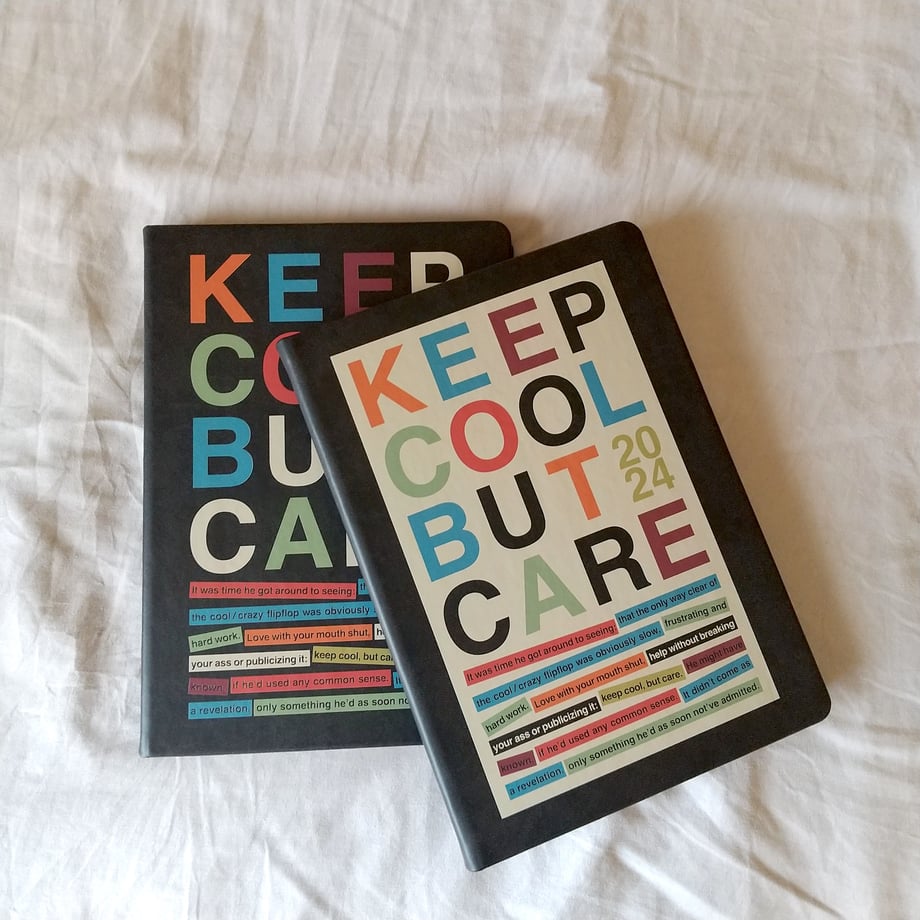 KEEP
CO
BU
CA
It was time he got around to seeing:
the cool/crazy flipflop was obviously
hard work. Love with your mouth shut,
your ass or publicizing it: keep cool, but
known, if he'd used any common sense.
a revelation, only something he'd as soon
KEEP
COOL
BUT 20
24
CARE
It was time he got around to seeing; that the only way clear of
the cool/crazy flipflop was obviously slow, frustrating and
hard work. Love with your mouth shut, help without breaking
your ass or publicizing it: keep cool, but care. He might have
known, if he'd used any common sense. It didn't come as
a revelation, only something he'd as soon not've admitted.